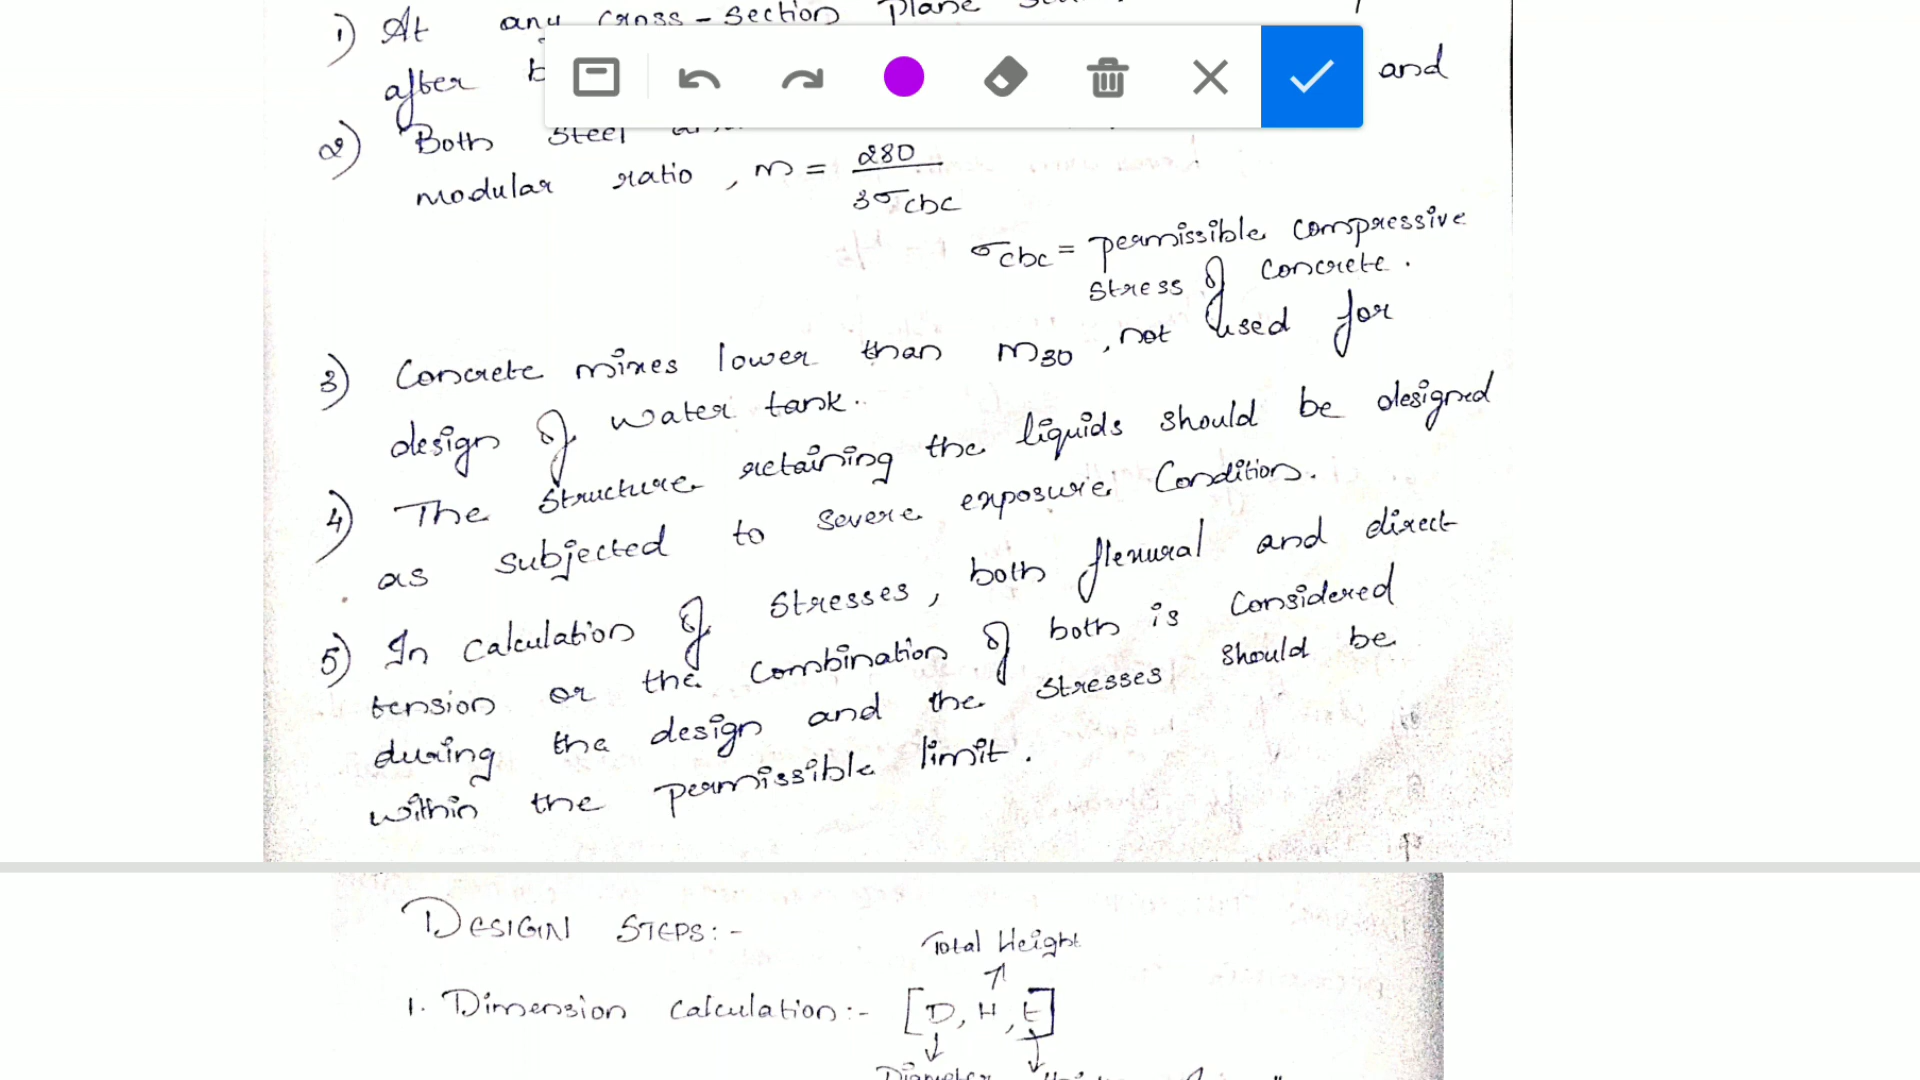 1) At any cross-section plane
after and
2) Both steel
modular ratio, m = 280 / 3σcbc
σcbc = permissible compressive
stress of concrete.
3) Concrete mixes lower than M30, not used for
design of water tank.
4) The structure retaining the liquids should be designed
as subjected to severe exposure condition.
5) In calculation of stresses, both flexural and direct
tension or the combination of both is considered
during the design and the stresses should be
within the permissible limit.
DESIGN STEPS:-
Total Height
1. Dimension calculation:- [D, H, t]
Diameter